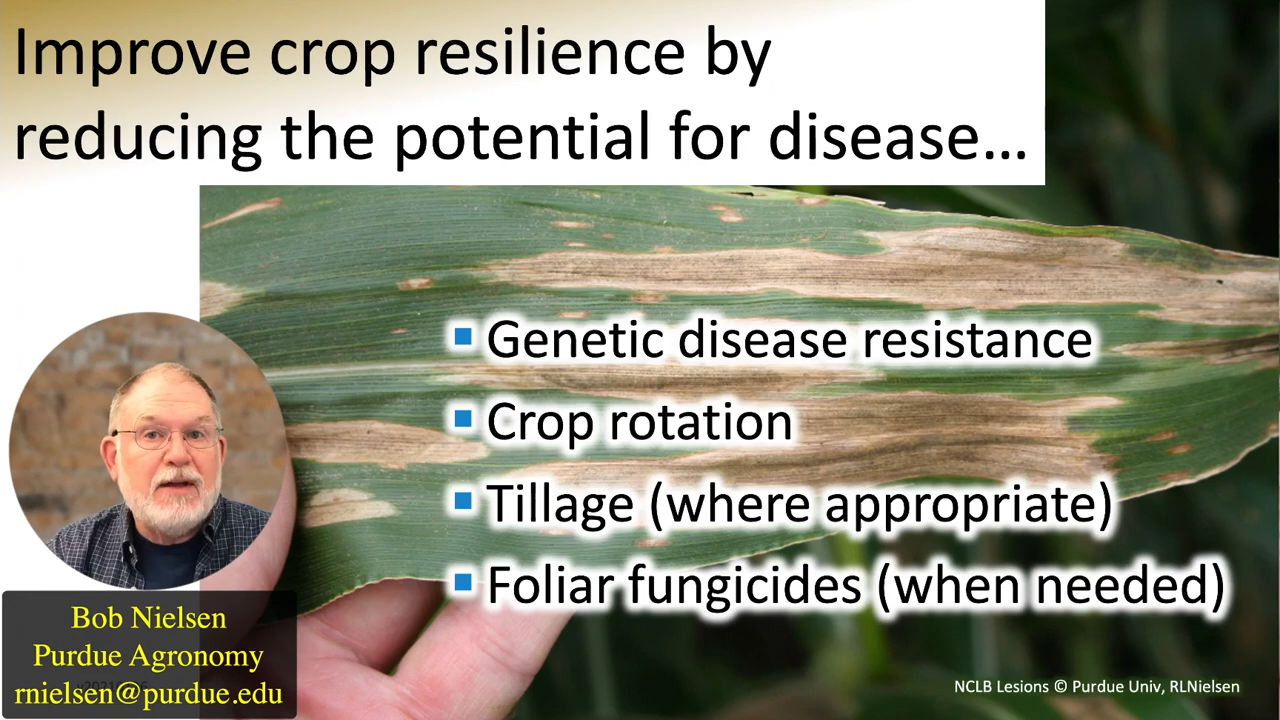 Improve crop resilience by
reducing the potential for disease...
▪ Genetic disease resistance
▪ Crop rotation
▪ Tillage (where appropriate)
▪ Foliar fungicides (when needed)
Bob Nielsen
Purdue Agronomy
rnielsen@purdue.edu
NCLB Lesions © Purdue Univ, RLNielsen